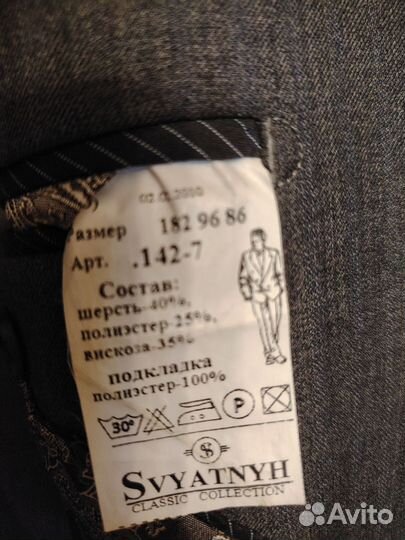 Размер 182 96 86
Арт. .142-7
Состав:
шерсть-40%,
полиэстер-25%,
вискоза-35%
подкладка
полиэстер-100%
30° P
S
SVYATNYH
CLASSIC COLLECTION
Avito